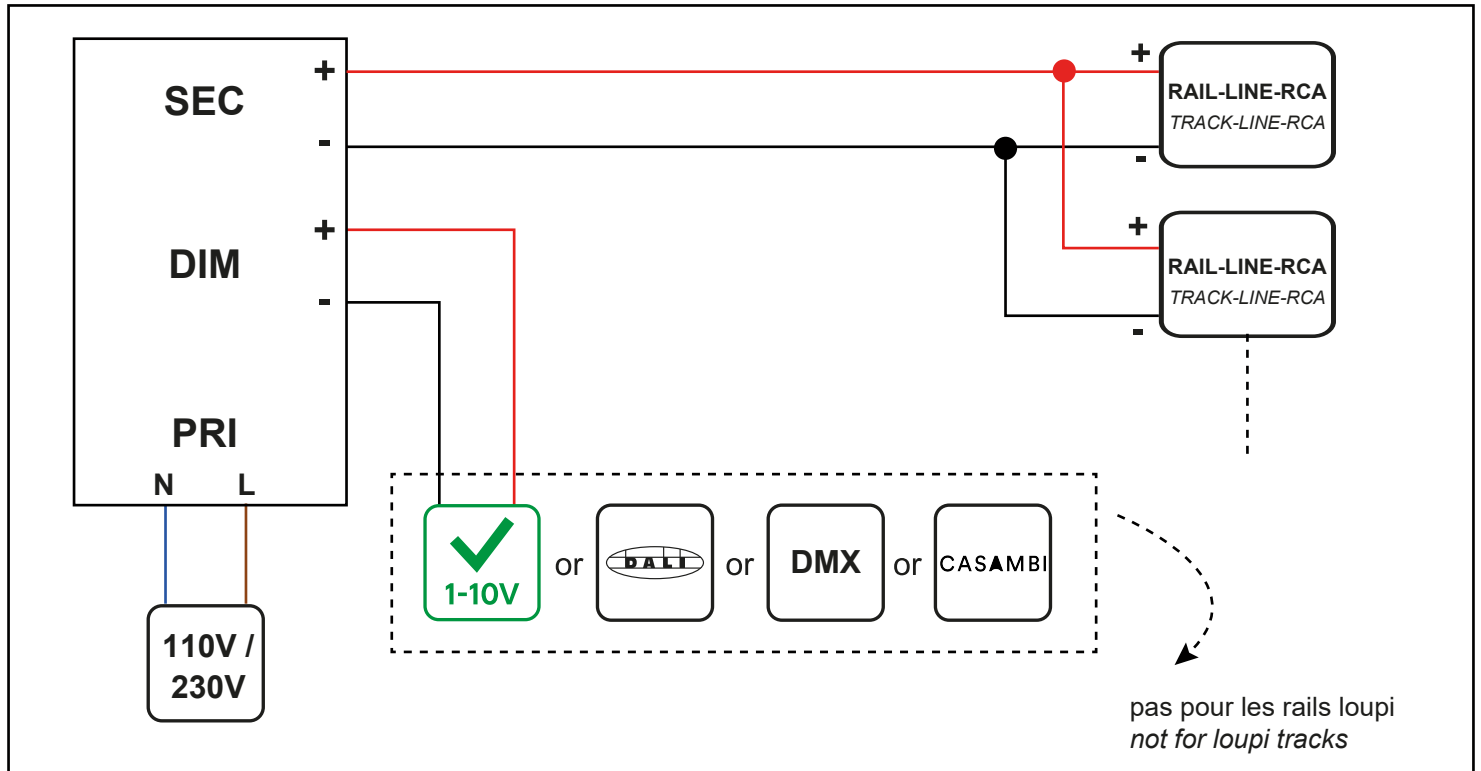 SEC
+
-
DIM
+
-
PRI
N L
110V /
230V
+
RAIL-LINE-RCA
TRACK-LINE-RCA
-
+
RAIL-LINE-RCA
TRACK-LINE-RCA
-
1-10V
or
DALI
or
DMX
or
CASAMBI
pas pour les rails loupi
not for loupi tracks